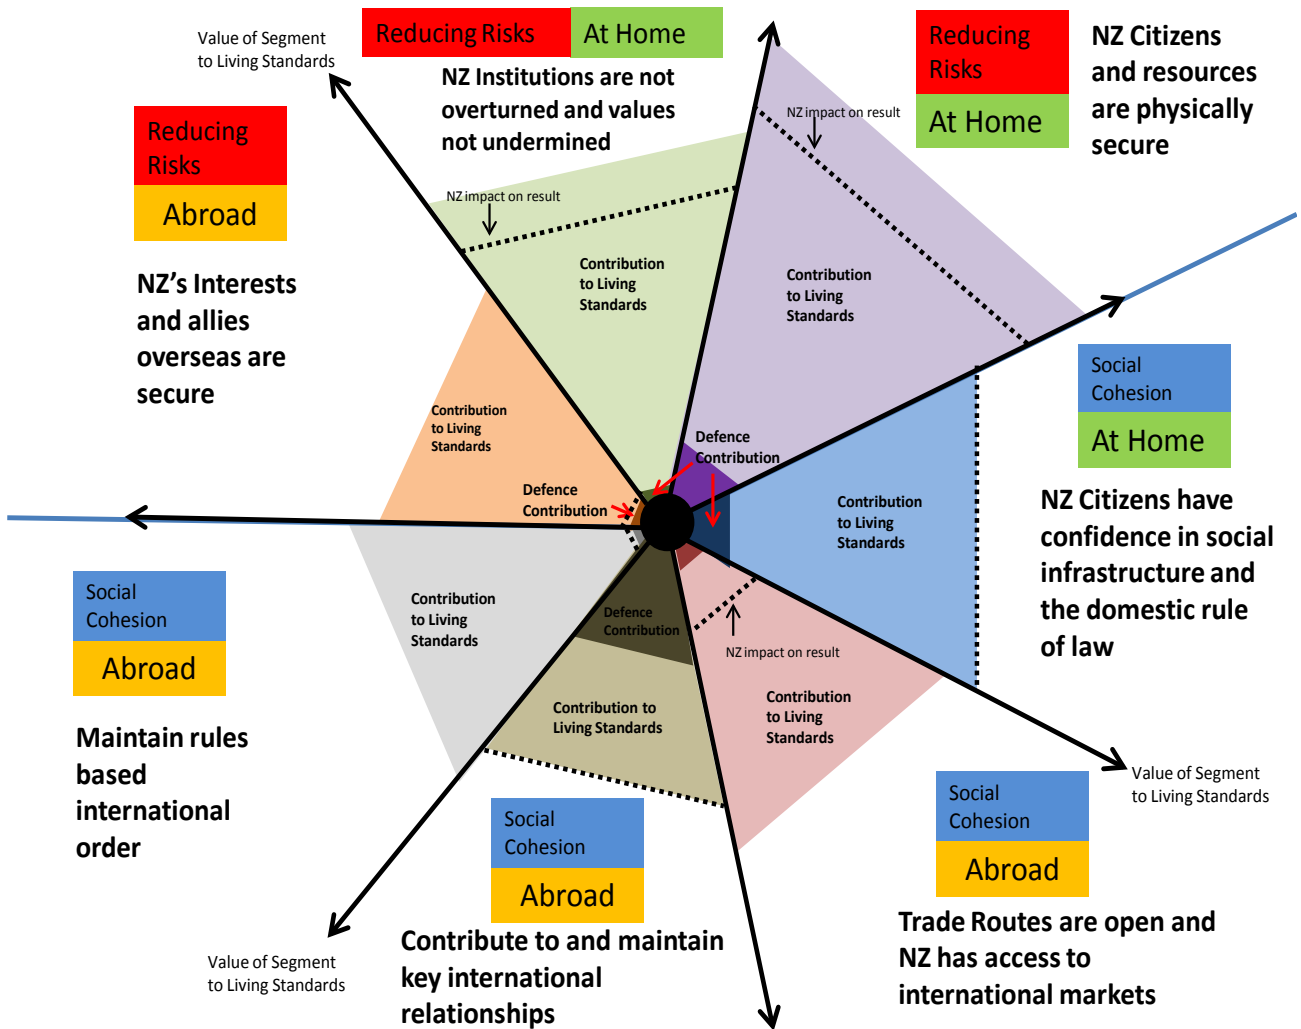 Value of Segment
to Living Standards
Reducing Risks
At Home
NZ Institutions are not
overturned and values
not undermined
Reducing
Risks
At Home
NZ Citizens
and resources
are physically
secure
Reducing
Risks
Abroad
NZ's Interests
and allies
overseas are
secure
NZ impact on result
NZ impact on result
Contribution
to Living
Standards
Contribution
to Living
Standards
Contribution
to Living
Standards
Defence
Contribution
Defence
Contribution
Contribution
to Living
Standards
Social
Cohesion
At Home
NZ Citizens have
confidence in social
infrastructure and
the domestic rule
of law
Social
Cohesion
Abroad
Maintain rules
based
international
order
Contribution
to Living
Standards
Defence
Contribution
Contribution to
Living Standards
NZ impact on result
Contribution
to Living
Standards
Value of Segment
to Living Standards
Social
Cohesion
Abroad
Trade Routes are open and
NZ has access to
international markets
Social
Cohesion
Abroad
Contribute to and maintain
key international
relationships
Value of Segment
to Living Standards